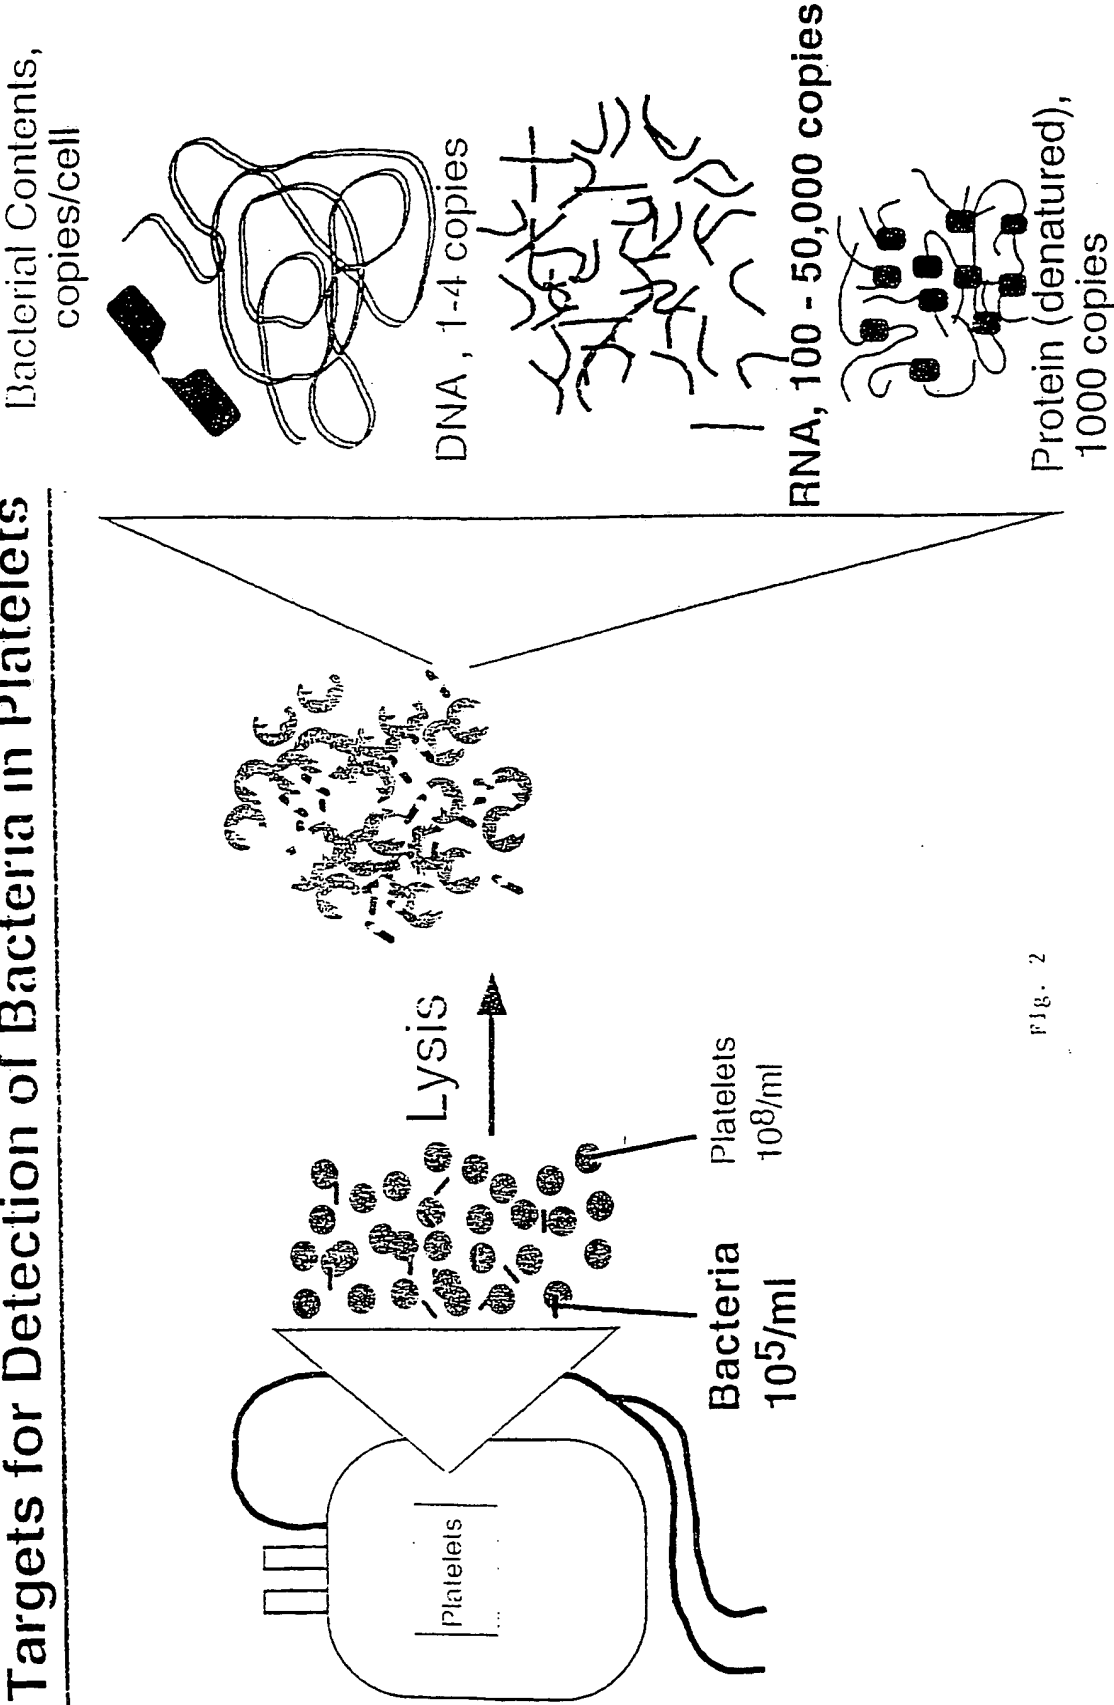 Targets for Detection of Bacteria in Platelets
Platelets
Bacteria
10⁵/ml
Platelets
10⁸/ml
Lysis
Bacterial Contents,
copies/cell
DNA, 1-4 copies
RNA, 100 - 50,000 copies
Protein (denatured),
1000 copies
Fig. 2